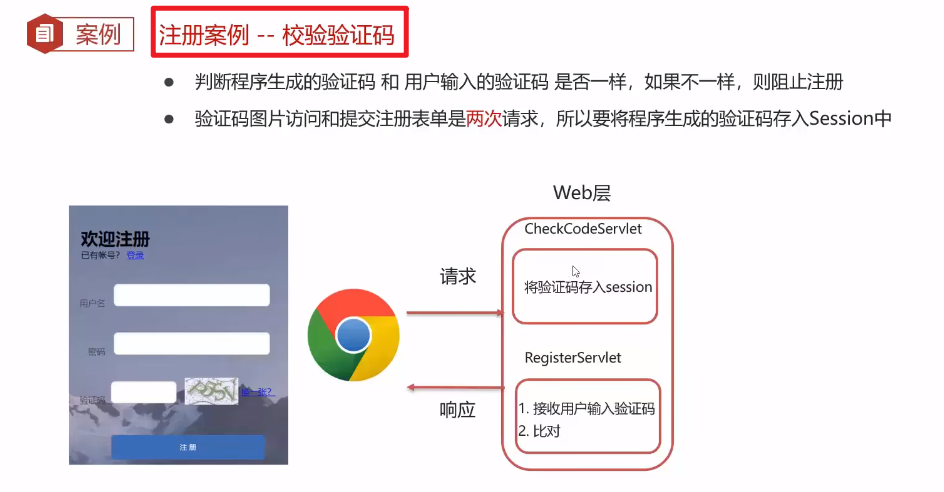 案例
注册案例 -- 校验验证码
● 判断程序生成的验证码 和 用户输入的验证码 是否一样，如果不一样，则阻止注册
● 验证码图片访问和提交注册表单是两次请求，所以要将程序生成的验证码存入Session中
Web层
CheckCodeServlet
将验证码存入session
请求
欢迎注册
已有帐号？ 登录
用户名
密码
验证码
注 册
RegisterServlet
响应
1. 接收用户输入验证码
2. 比对